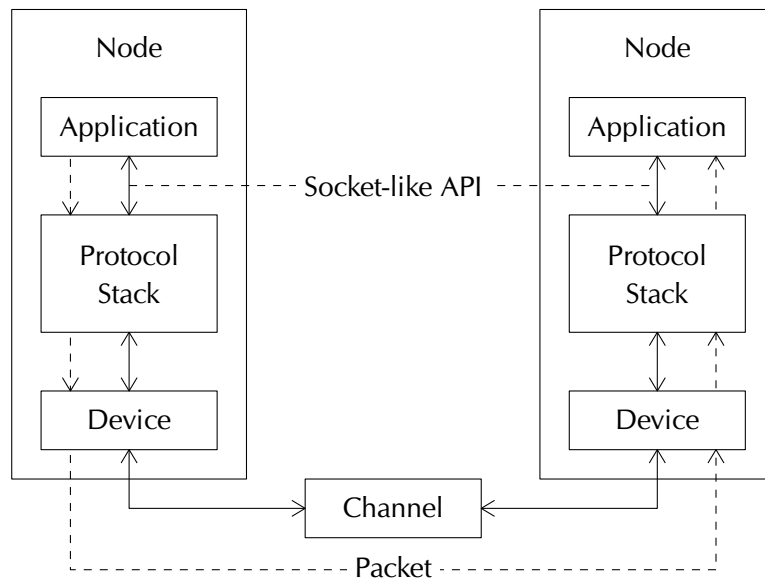 Node
Node
Application
Application
Socket-like API
Protocol
Stack
Protocol
Stack
Device
Device
Channel
Packet